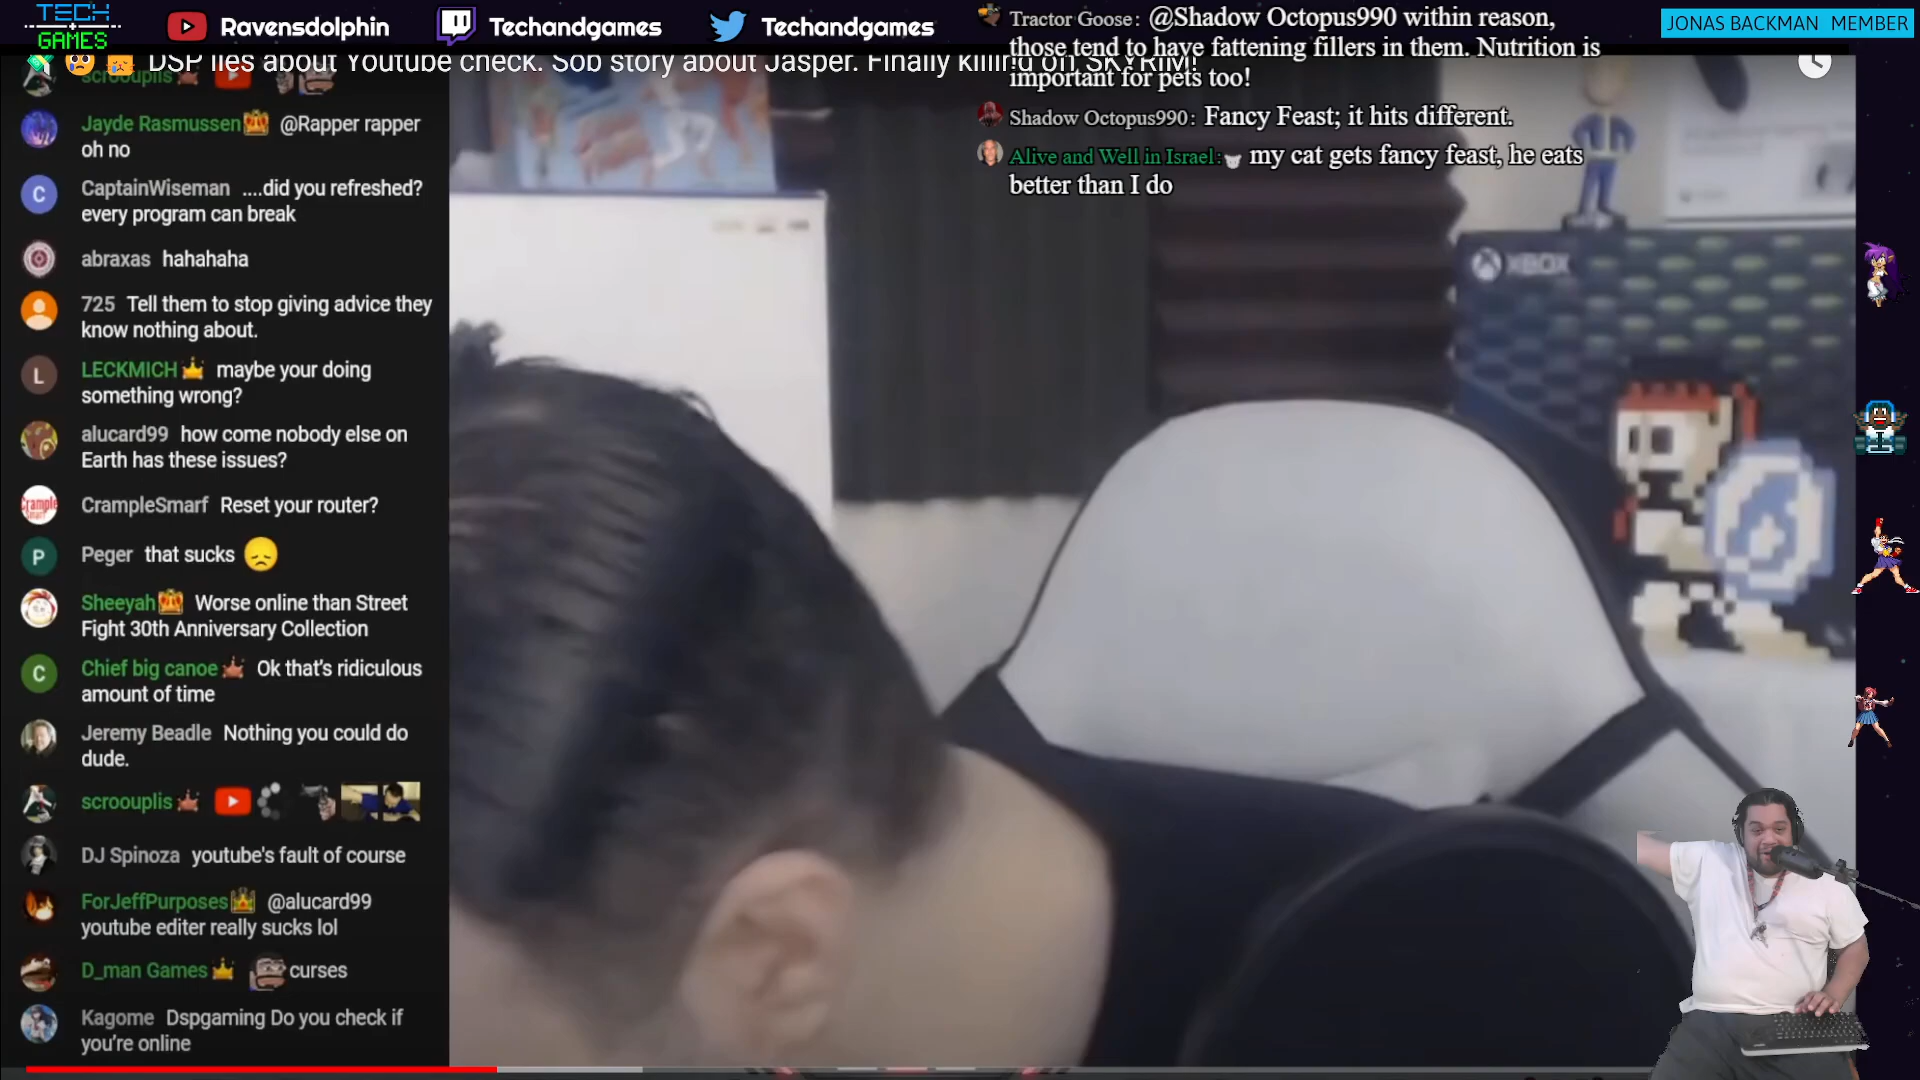 TECH
+
GAMES
Ravensdolphin
Techandgames
Techandgames
JONAS BACKMAN MEMBER
DSP lies about Youtube check. Sob story about Jasper. Finally killing on SKYRIM!
Tractor Goose: @Shadow Octopus990 within reason,
those tend to have fattening fillers in them. Nutrition is
important for pets too!
Shadow Octopus990: Fancy Feast; it hits different.
Alive and Well in Israel: my cat gets fancy feast, he eats
better than I do
XBOX
scroouplis
Jayde Rasmussen @Rapper rapper
oh no
C
CaptainWiseman ....did you refreshed?
every program can break
abraxas hahahaha
725 Tell them to stop giving advice they
know nothing about.
L
LECKMICH maybe your doing
something wrong?
alucard99 how come nobody else on
Earth has these issues?
Crample
Smarf
CrampleSmarf Reset your router?
P
Peger that sucks 😞
Sheeyah Worse online than Street
Fight 30th Anniversary Collection
C
Chief big canoe Ok that's ridiculous
amount of time
Jeremy Beadle Nothing you could do
dude.
scroouplis
DJ Spinoza youtube's fault of course
ForJeffPurposes @alucard99
youtube editer really sucks lol
D_man Games curses
Kagome Dspgaming Do you check if
you're online